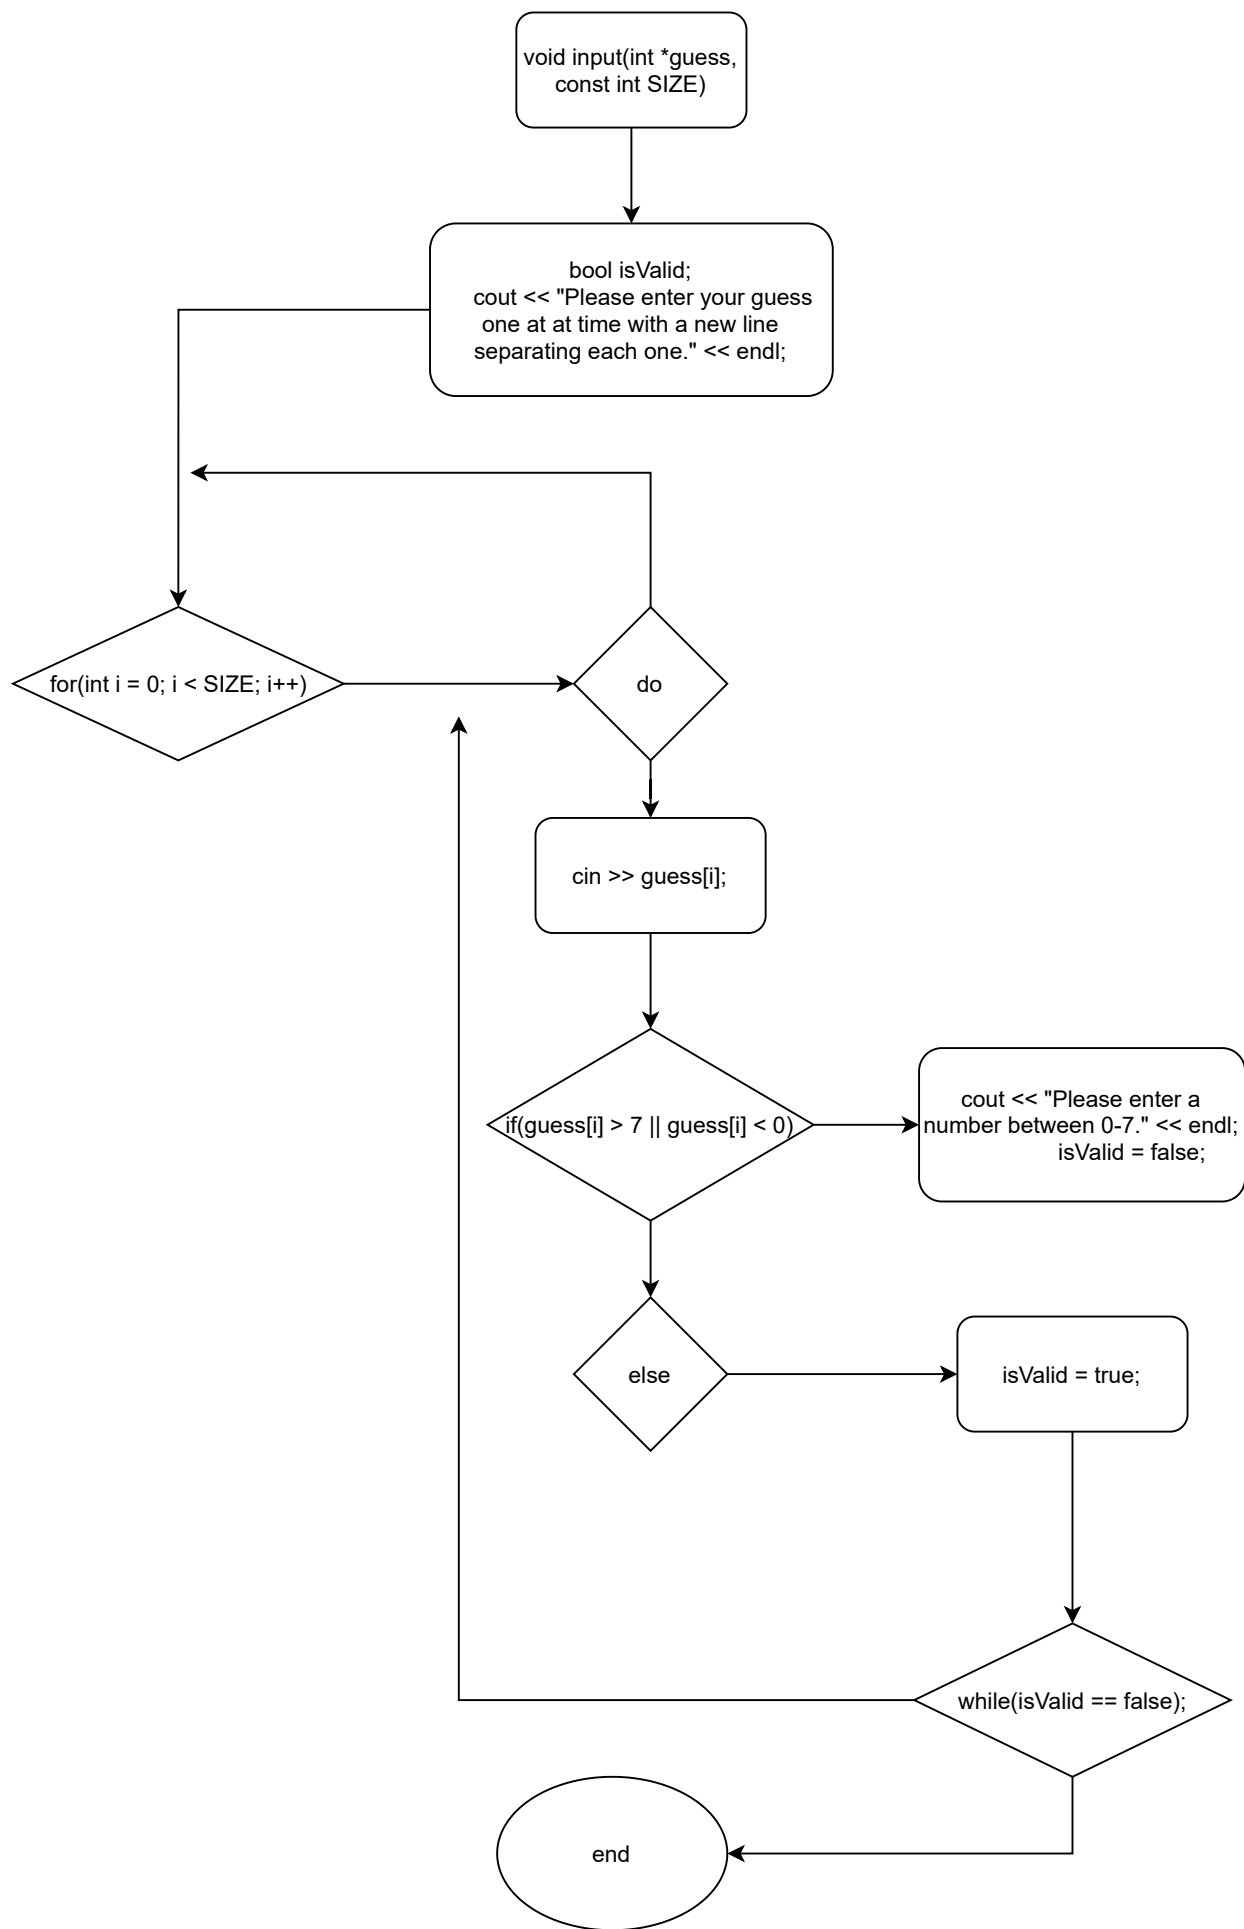 void input(int *guess,
const int SIZE)
bool isValid;
cout << "Please enter your guess
one at at time with a new line
separating each one." << endl;
for(int i = 0; i < SIZE; i++)
do
cin >> guess[i];
if(guess[i] > 7 || guess[i] < 0)
cout << "Please enter a
number between 0-7." << endl;
isValid = false;
else
isValid = true;
while(isValid == false);
end